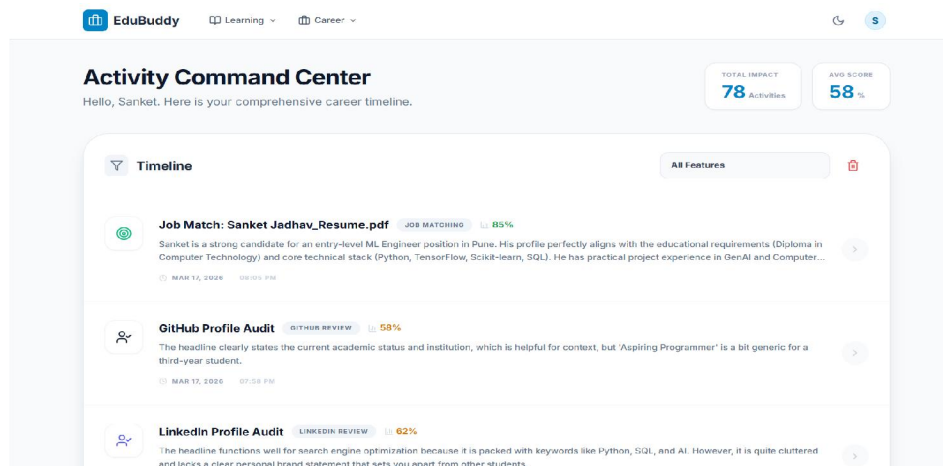 EduBuddy
Learning
Career
S
Activity Command Center
Hello, Sanket. Here is your comprehensive career timeline.
TOTAL IMPACT
78 Activities
AVG SCORE
58 %
Timeline
All Features
Job Match: Sanket Jadhav_Resume.pdf JOB MATCHING 85%
Sanket is a strong candidate for an entry-level ML Engineer position in Pune. His profile perfectly aligns with the educational requirements (Diploma in
Computer Technology) and core technical stack (Python, TensorFlow, Scikit-learn, SQL). He has practical project experience in GenAI and Computer...
MAR 17, 2026 08:04 PM
GitHub Profile Audit GITHUB REVIEW 58%
The headline clearly states the current academic status and institution, which is helpful for context, but 'Aspiring Programmer' is a bit generic for a
third-year student.
MAR 17, 2026 07:58 PM
LinkedIn Profile Audit LINKEDIN REVIEW 62%
The headline functions well for search engine optimization because it is packed with keywords like Python, SQL, and AI. However, it is quite cluttered
and lacks a clear personal brand statement that sets you apart from other students.